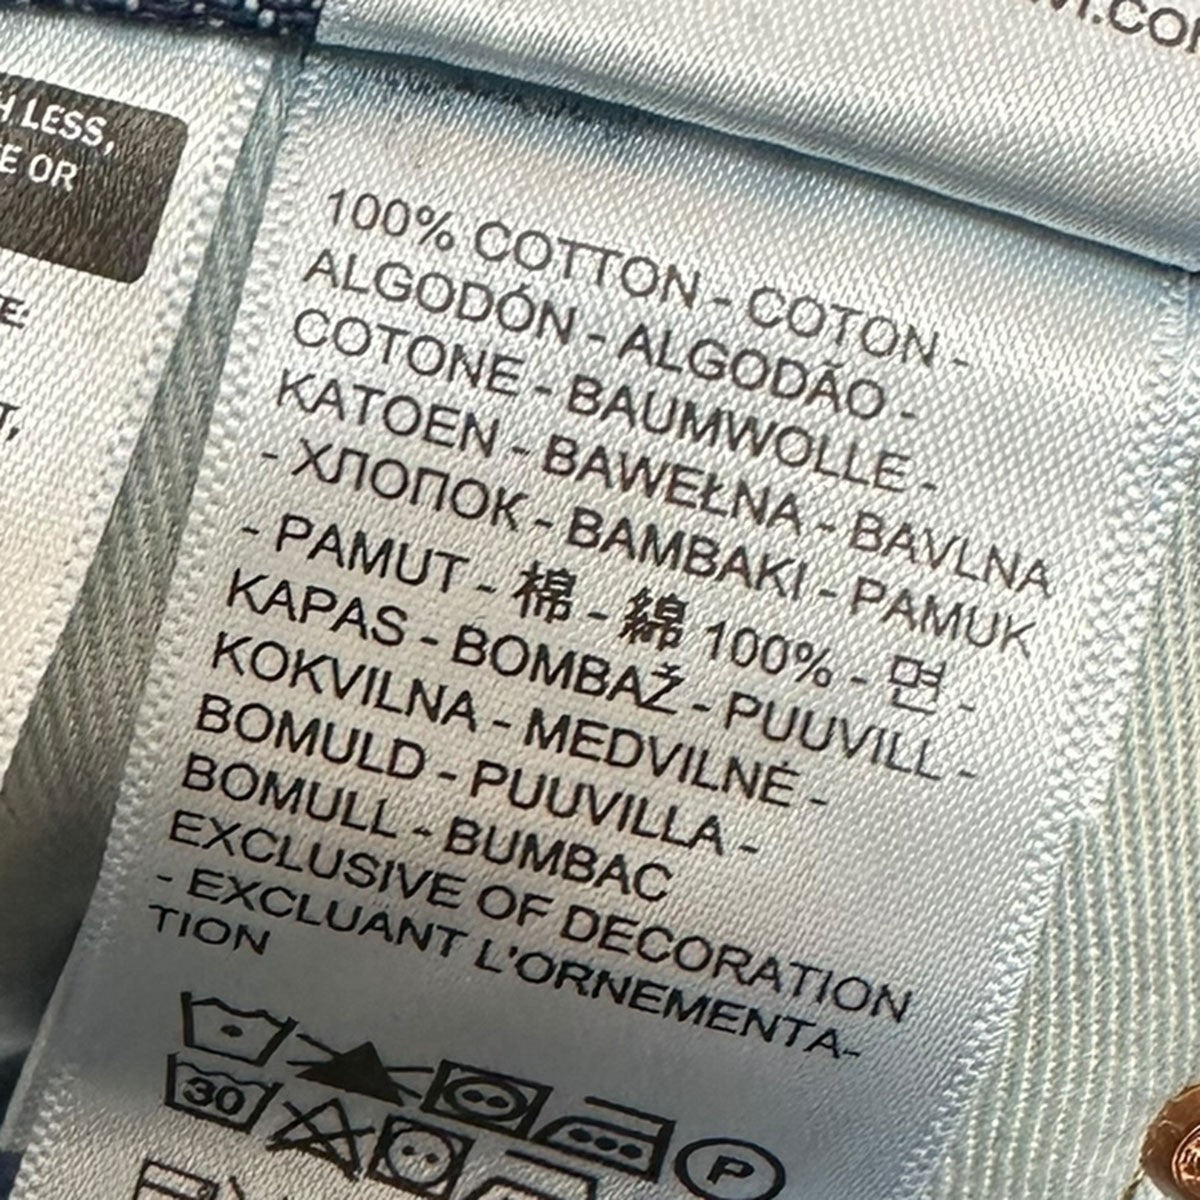 H LESS,
E OR
E:
T,
.COM
100% COTTON - COTON -
ALGODÓN - ALGODÃO -
COTONE - BAUMWOLLE -
KATOEN - BAWEŁNA - BAVLNA
- ХЛОПОК - BAMBAKI - PAMUK
- PAMUT - 棉 - 綿 100% - 면 -
KAPAS - BOMBAŽ - PUUVILL -
KOKVILNA - MEDVILNĖ -
BOMULD - PUUVILLA -
BOMULL - BUMBAC
EXCLUSIVE OF DECORATION
- EXCLUANT L'ORNEMENTA-
TION
P
30